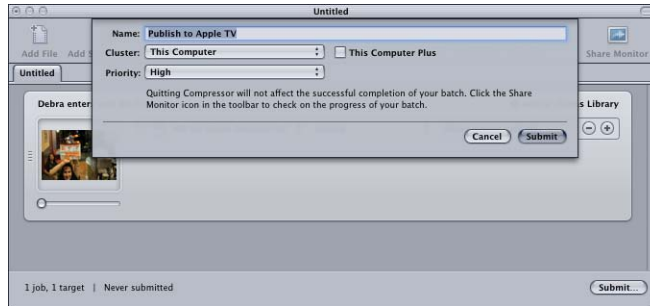 Untitled
Name: Publish to Apple TV
Add File Add S
Cluster: This Computer
This Computer Plus
Share Monitor
Untitled
Priority: High
Quitting Compressor will not affect the successful completion of your batch. Click the Share
Monitor icon in the toolbar to check on the progress of your batch.
Debra enter
s Library
Cancel
Submit
1 job, 1 target | Never submitted
Submit...